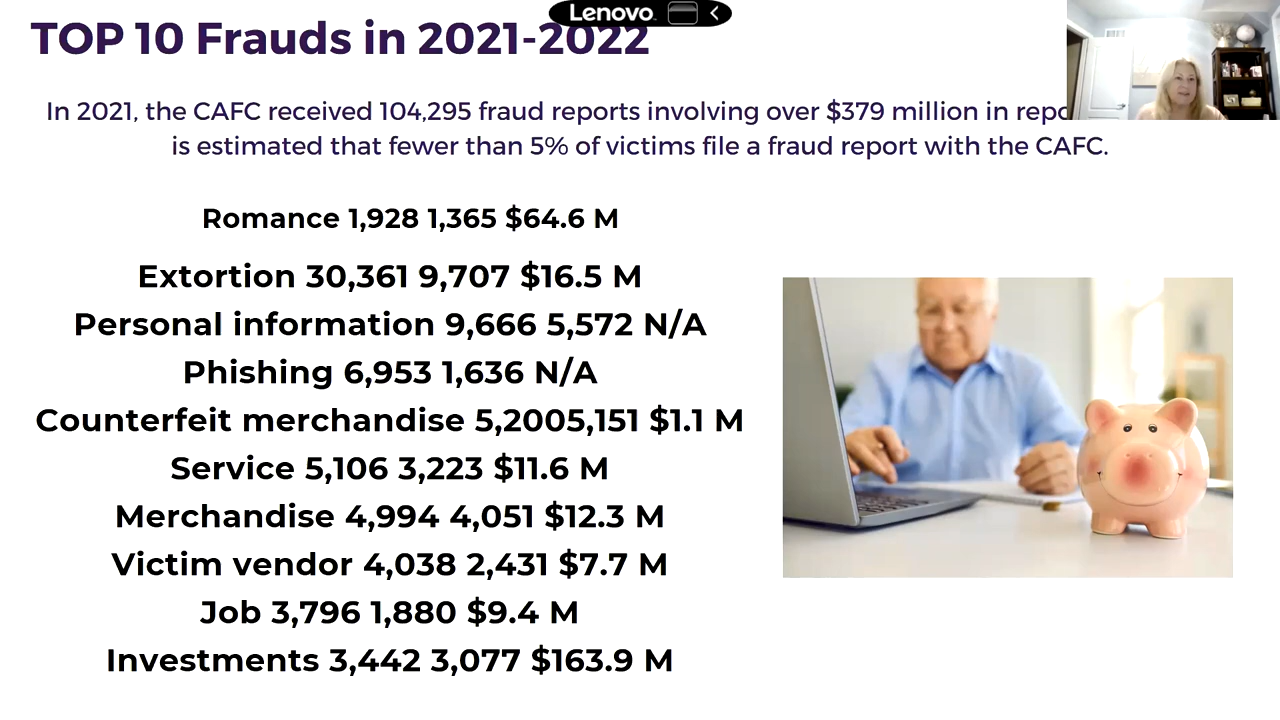 Lenovo
TOP 10 Frauds in 2021-2022
In 2021, the CAFC received 104,295 fraud reports involving over $379 million in
is estimated that fewer than 5% of victims file a fraud report with the CAFC.
Romance 1,928 1,365 $64.6 M
Extortion 30,361 9,707 $16.5 M
Personal information 9,666 5,572 N/A
Phishing 6,953 1,636 N/A
Counterfeit merchandise 5,2005,151 $1.1 M
Service 5,106 3,223 $11.6 M
Merchandise 4,994 4,051 $12.3 M
Victim vendor 4,038 2,431 $7.7 M
Job 3,796 1,880 $9.4 M
Investments 3,442 3,077 $163.9 M